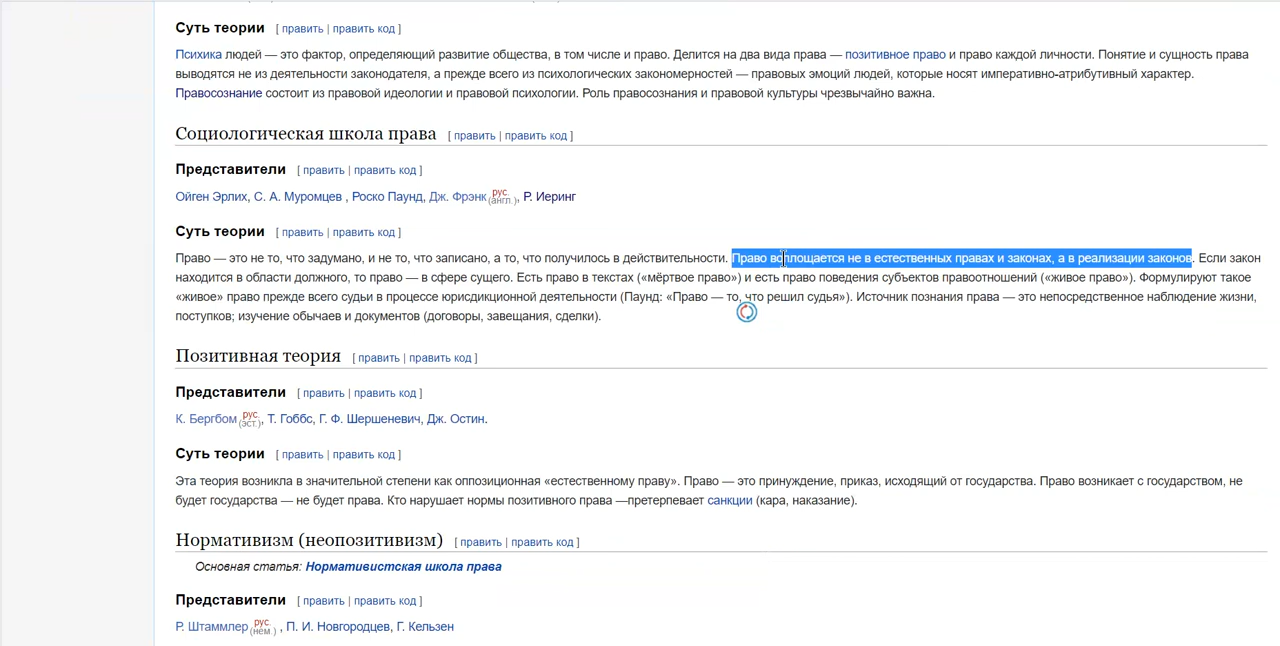 Суть теории [ править | править код ]
Психика людей — это фактор, определяющий развитие общества, в том числе и право. Делится на два вида права — позитивное право и право каждой личности. Понятие и сущность права
выводятся не из деятельности законодателя, а прежде всего из психологических закономерностей — правовых эмоций людей, которые носят императивно-атрибутивный характер.
Правосознание состоит из правовой идеологии и правовой психологии. Роль правосознания и правовой культуры чрезвычайно важна.
Социологическая школа права [ править | править код ]
Представители [ править | править код ]
Ойген Эрлих, С. А. Муромцев , Роско Паунд, Дж. Фрэнк рус. (англ.), Р. Иеринг
Суть теории [ править | править код ]
Право — это не то, что задумано, и не то, что записано, а то, что получилось в действительности. Право воплощается не в естественных правах и законах, а в реализации законов. Если закон
находится в области должного, то право — в сфере сущего. Есть право в текстах («мёртвое право») и есть право поведения субъектов правоотношений («живое право»). Формулируют такое
«живое» право прежде всего судьи в процессе юрисдикционной деятельности (Паунд: «Право — то, что решил судья»). Источник познания права — это непосредственное наблюдение жизни,
поступков; изучение обычаев и документов (договоры, завещания, сделки).
Позитивная теория [ править | править код ]
Представители [ править | править код ]
К. Бергбом рус. (эст.), Т. Гоббс, Г. Ф. Шершеневич, Дж. Остин.
Суть теории [ править | править код ]
Эта теория возникла в значительной степени как оппозиционная «естественному праву». Право — это принуждение, приказ, исходящий от государства. Право возникает с государством, не
будет государства — не будет права. Кто нарушает нормы позитивного права —претерпевает санкции (кара, наказание).
Нормативизм (неопозитивизм) [ править | править код ]
Основная статья: Нормативистская школа права
Представители [ править | править код ]
Р. Штаммлер рус. (нем.) , П. И. Новгородцев, Г. Кельзен